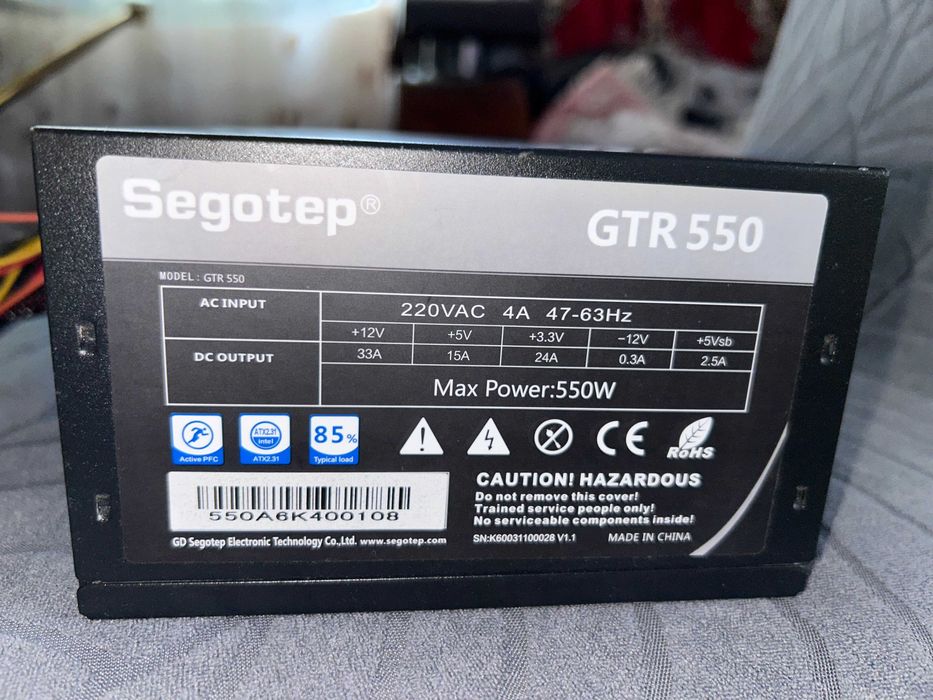 Segotep®
GTR 550
MODEL: GTR 550
AC INPUT
220VAC 4A 47-63Hz
DC OUTPUT
+12V +5V +3.3V −12V +5Vsb
33A 15A 24A 0.3A 2.5A
Max Power:550W
Active PFC
ATX2.31
intel
ATX2.31
85%
Typical load
CE
RoHS
CAUTION! HAZARDOUS
Do not remove this cover!
Trained service people only!
No serviceable components inside!
550A6K400108
GD Segotep Electronic Technology Co.,Ltd. www.segotep.com
SN:K60031100028 V1.1
MADE IN CHINA